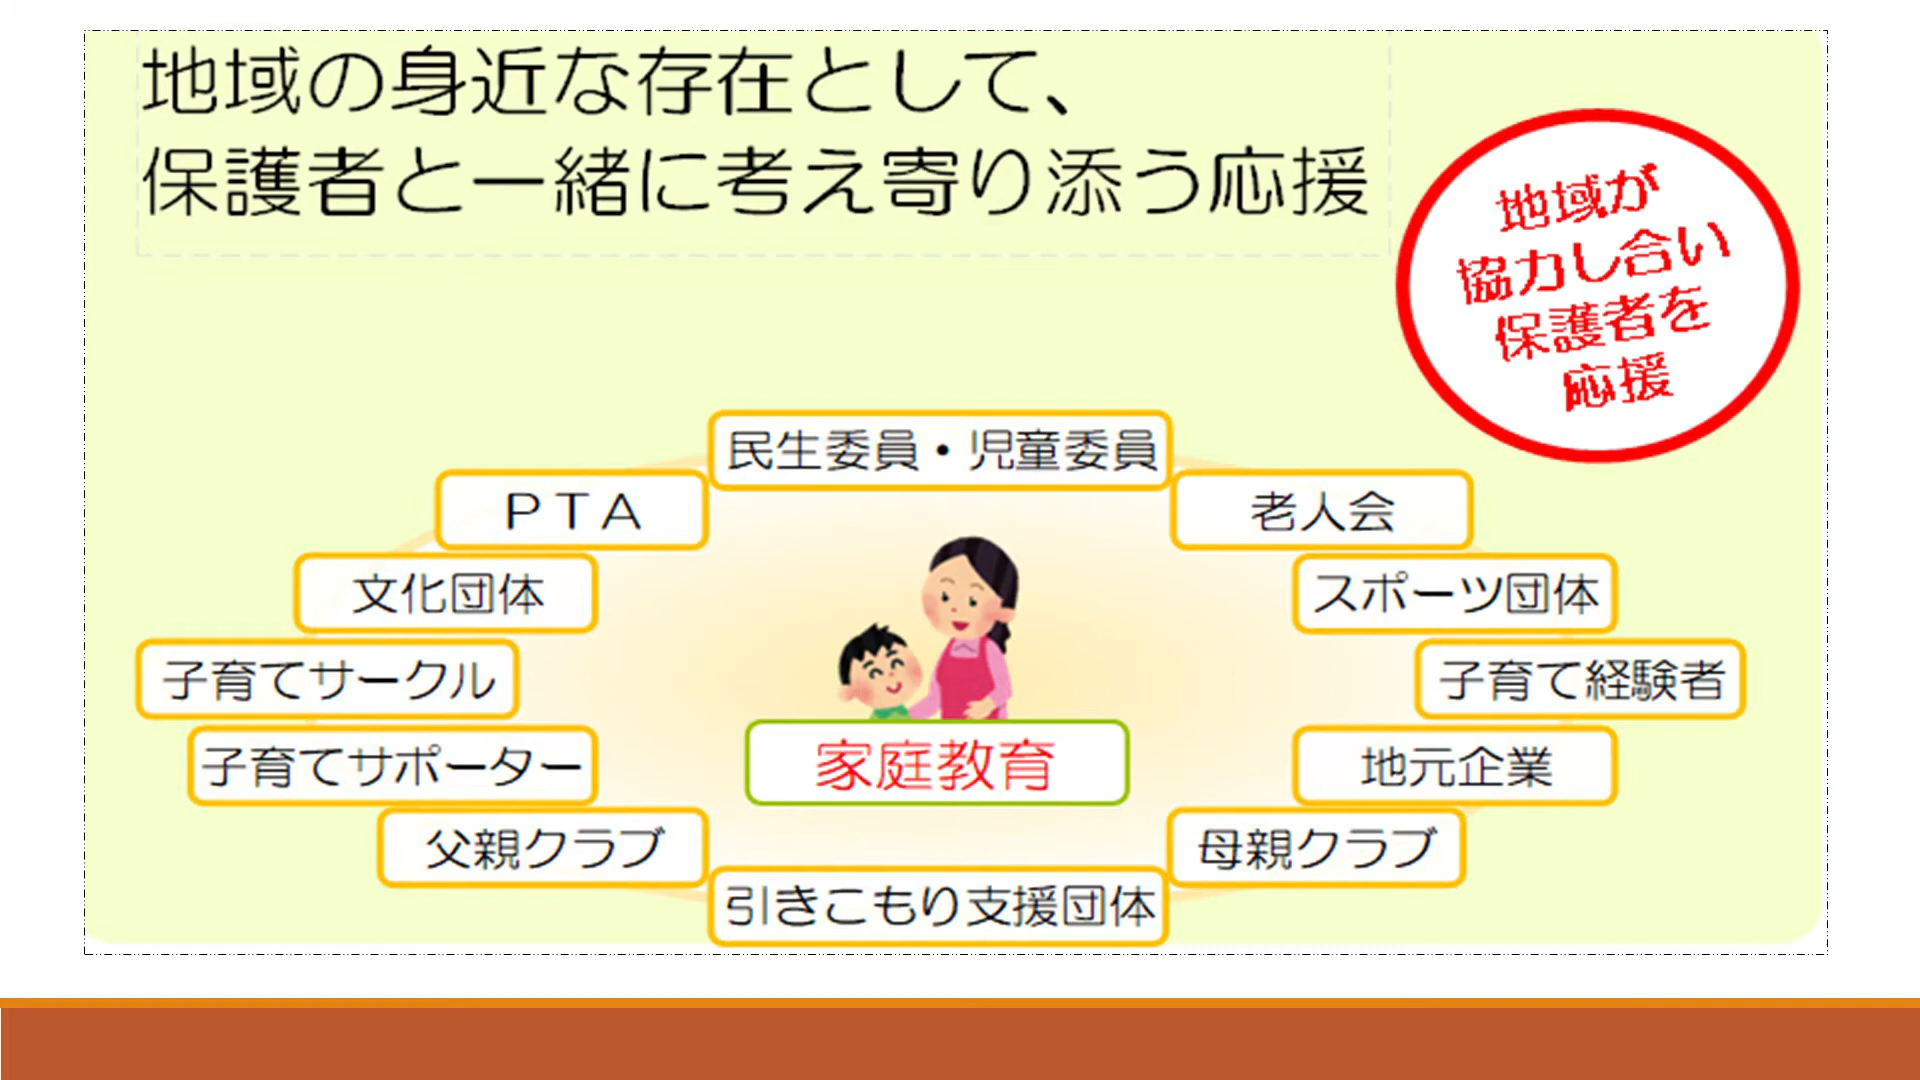 地域の身近な存在として、
保護者と一緒に考え寄り添う応援
地域が
協力し合い
保護者を
応援
民生委員・児童委員
ＰＴＡ
老人会
文化団体
スポーツ団体
子育てサークル
子育て経験者
子育てサポーター
家庭教育
地元企業
父親クラブ
母親クラブ
引きこもり支援団体